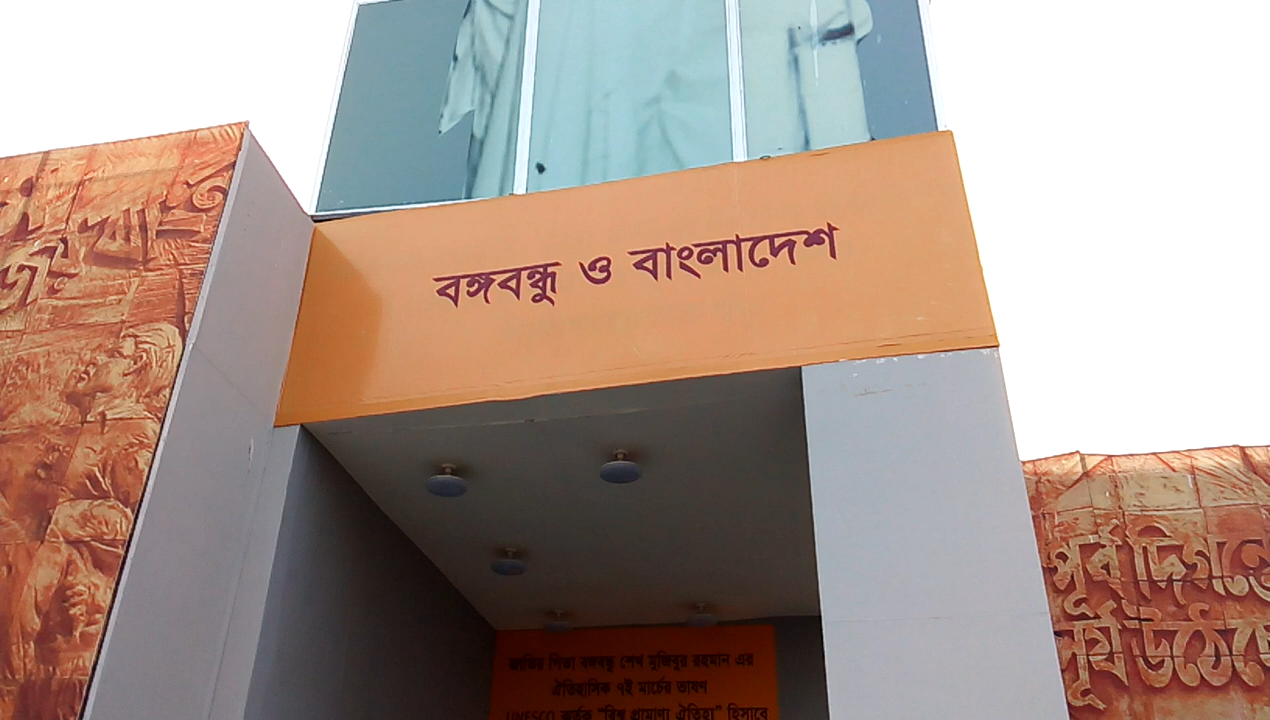 বঙ্গবন্ধু ও বাংলাদেশ
জাতির পিতা বঙ্গবন্ধু শেখ মুজিবুর রহমান এর
ঐতিহাসিক ৭ই মার্চের ভাষণ
UNESCO কর্তৃক "বিশ্ব প্রামাণ্য ঐতিহ্য" হিসাবে
পূর্ব দিগন্তে
সূর্য উঠেছে